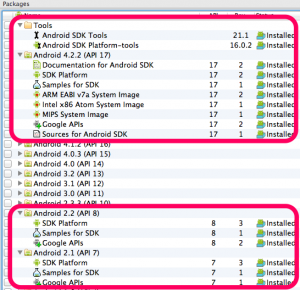 Packages
Tools
Android SDK Tools 21.1 Installed
Android SDK Platform-tools 16.0.2 Installed
Android 4.2.2 (API 17)
Documentation for Android SDK 17 2 Installed
SDK Platform 17 2 Installed
Samples for SDK 17 1 Installed
ARM EABI v7a System Image 17 2 Installed
Intel x86 Atom System Image 17 1 Installed
MIPS System Image 17 1 Installed
Google APIs 17 2 Installed
Sources for Android SDK 17 1 Installed
Android 4.1.2 (API 16)
Android 4.0.3 (API 15)
Android 4.0 (API 14)
Android 3.2 (API 13)
Android 3.1 (API 12)
Android 3.0 (API 11)
Android 2.3.3 (API 10)
Android 2.2 (API 8)
SDK Platform 8 3 Installed
Samples for SDK 8 1 Installed
Google APIs 8 2 Installed
Android 2.1 (API 7)
SDK Platform 7 3 Installed
Samples for SDK 7 1 Installed
Google APIs 7 1 Installed